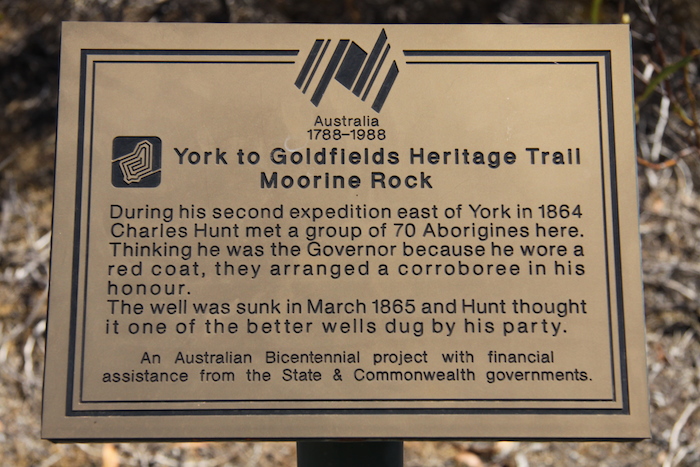 Australia
1788–1988
York to Goldfields Heritage Trail
Moorine Rock
During his second expedition east of York in 1864
Charles Hunt met a group of 70 Aborigines here.
Thinking he was the Governor because he wore a
red coat, they arranged a corroboree in his
honour.
The well was sunk in March 1865 and Hunt thought
it one of the better wells dug by his party.
An Australian Bicentennial project with financial
assistance from the State & Commonwealth governments.